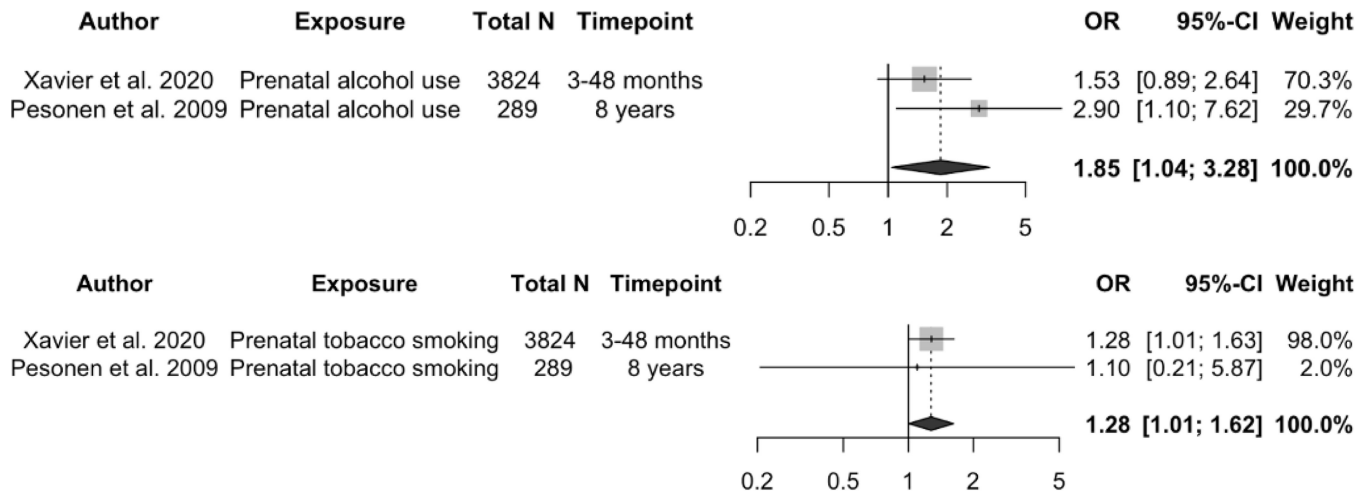 Author Exposure Total N Timepoint OR 95%-CI Weight
Xavier et al. 2020 Prenatal alcohol use 3824 3-48 months 1.53 [0.89; 2.64] 70.3%
Pesonen et al. 2009 Prenatal alcohol use 289 8 years 2.90 [1.10; 7.62] 29.7%
1.85 [1.04; 3.28] 100.0%
0.2 0.5 1 2 5
Author Exposure Total N Timepoint OR 95%-CI Weight
Xavier et al. 2020 Prenatal tobacco smoking 3824 3-48 months 1.28 [1.01; 1.63] 98.0%
Pesonen et al. 2009 Prenatal tobacco smoking 289 8 years 1.10 [0.21; 5.87] 2.0%
1.28 [1.01; 1.62] 100.0%
0.2 0.5 1 2 5